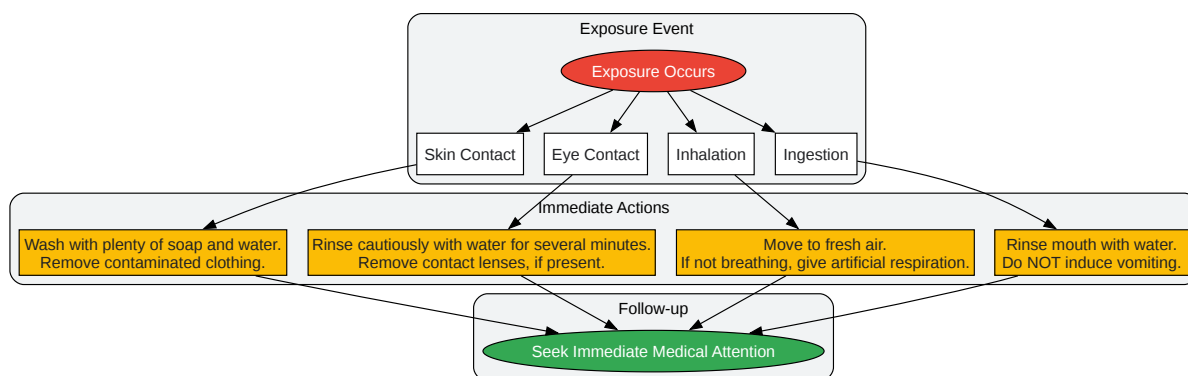 Exposure Event
Exposure Occurs
Skin Contact
Eye Contact
Inhalation
Ingestion
Immediate Actions
Wash with plenty of soap and water.
Remove contaminated clothing.
Rinse cautiously with water for several minutes.
Remove contact lenses, if present.
Move to fresh air.
If not breathing, give artificial respiration.
Rinse mouth with water.
Do NOT induce vomiting.
Follow-up
Seek Immediate Medical Attention